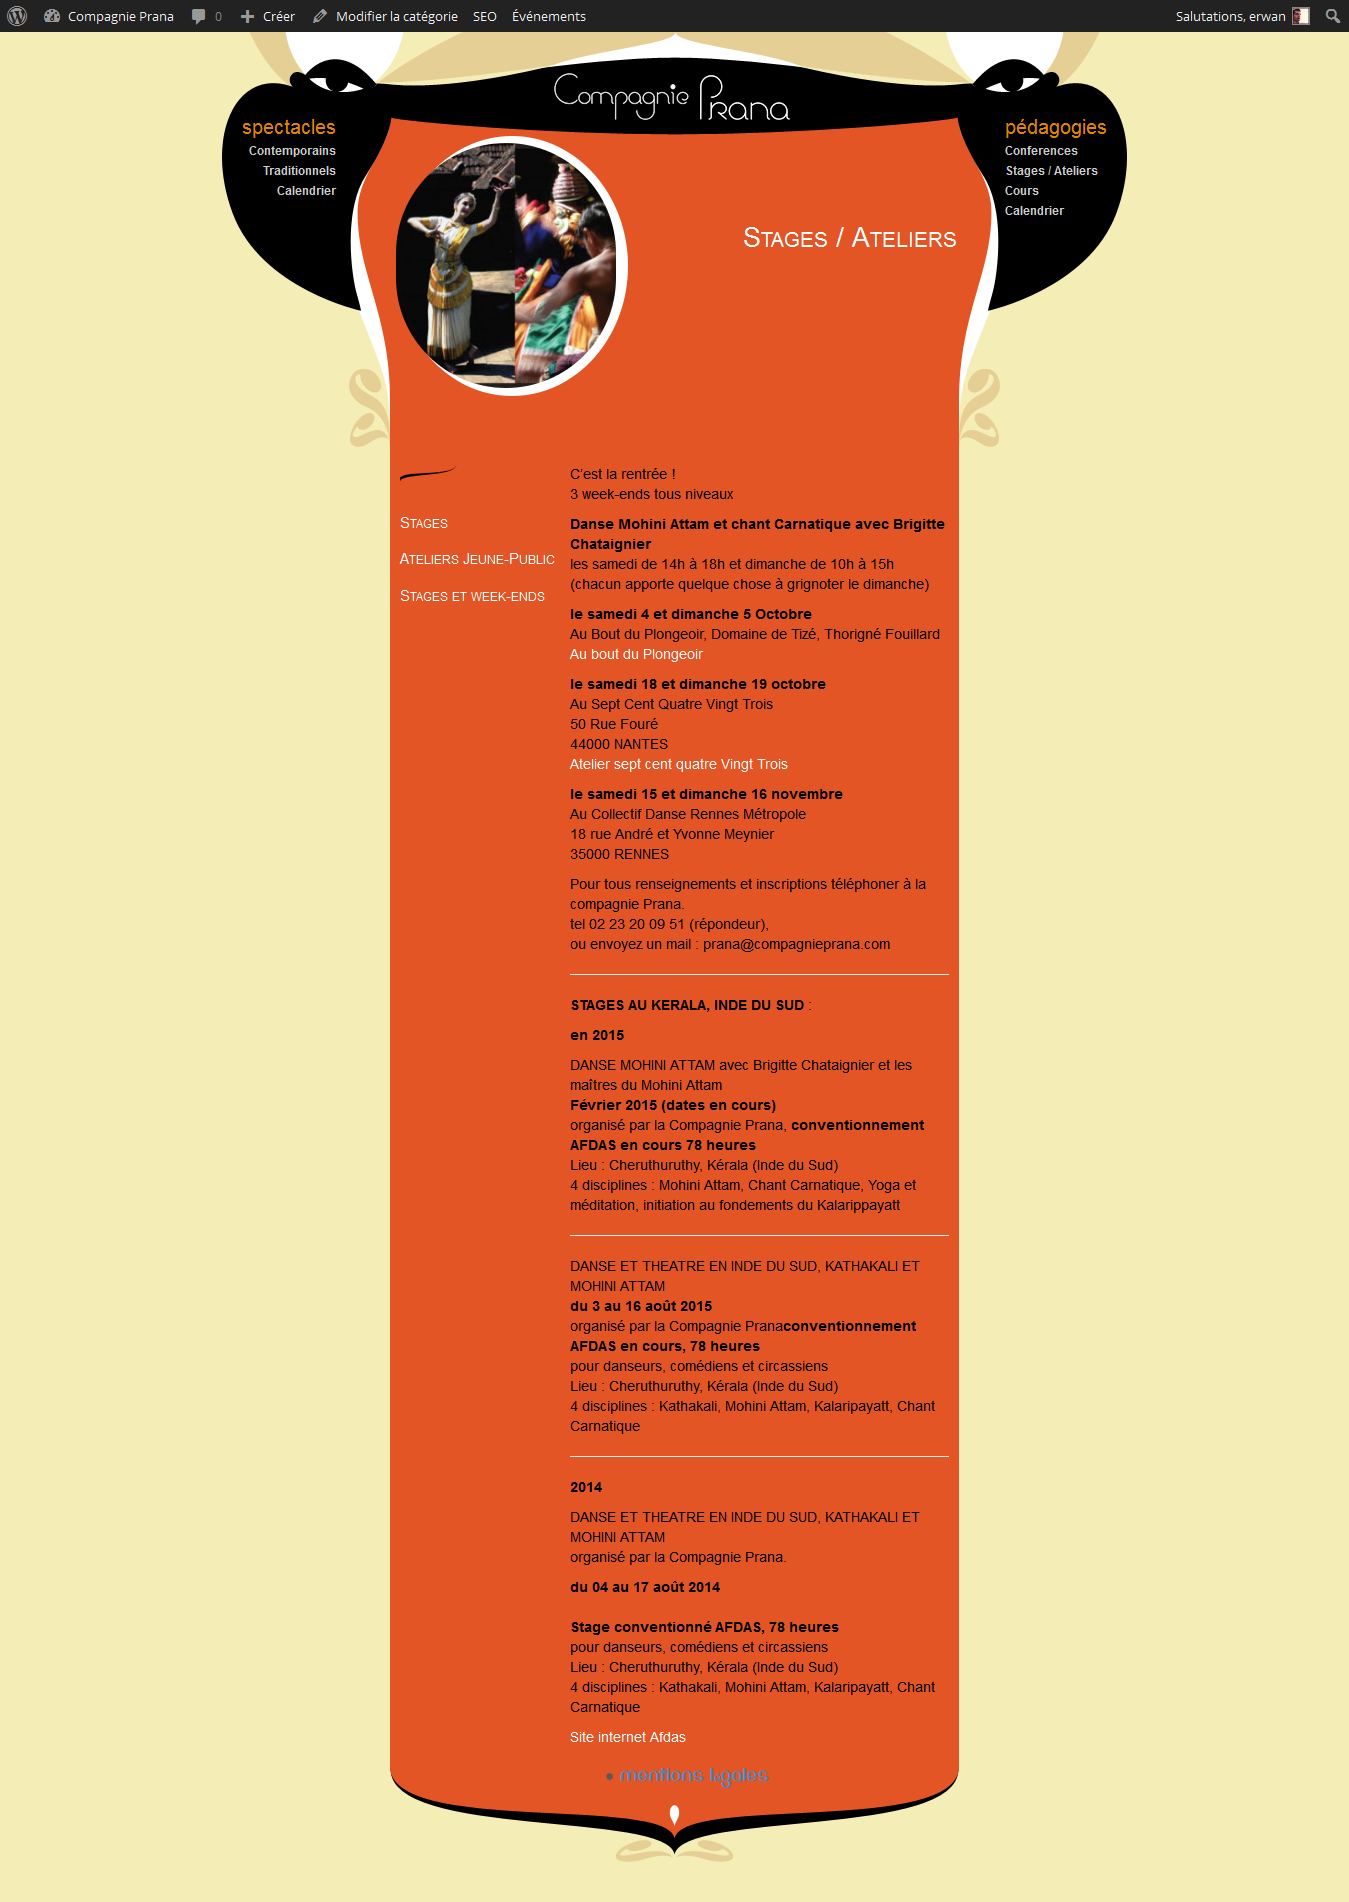 Compagnie Prana 0 Créer Modifier la catégorie SEO Événements Salutations, erwan
Compagnie Prana
spectacles
Contemporains
Traditionnels
Calendrier
pédagogies
Conferences
Stages / Ateliers
Cours
Calendrier
Stages / Ateliers
Stages
Ateliers Jeune-Public
Stages et week-ends
C'est la rentrée !
3 week-ends tous niveaux
Danse Mohini Attam et chant Carnatique avec Brigitte
Chataignier
les samedi de 14h à 18h et dimanche de 10h à 15h
(chacun apporte quelque chose à grignoter le dimanche)
le samedi 4 et dimanche 5 Octobre
Au Bout du Plongeoir, Domaine de Tizé, Thorigné Fouillard
Au bout du Plongeoir
le samedi 18 et dimanche 19 octobre
Au Sept Cent Quatre Vingt Trois
50 Rue Fouré
44000 NANTES
Atelier sept cent quatre Vingt Trois
le samedi 15 et dimanche 16 novembre
Au Collectif Danse Rennes Métropole
18 rue André et Yvonne Meynier
35000 RENNES
Pour tous renseignements et inscriptions téléphoner à la
compagnie Prana.
tel 02 23 20 09 51 (répondeur),
ou envoyez un mail : prana@compagnieprana.com
STAGES AU KERALA, INDE DU SUD :
en 2015
DANSE MOHINI ATTAM avec Brigitte Chataignier et les
maîtres du Mohini Attam
Février 2015 (dates en cours)
organisé par la Compagnie Prana, conventionnement
AFDAS en cours 78 heures
Lieu : Cheruthuruthy, Kérala (Inde du Sud)
4 disciplines : Mohini Attam, Chant Carnatique, Yoga et
méditation, initiation au fondements du Kalarippayatt
DANSE ET THEATRE EN INDE DU SUD, KATHAKALI ET
MOHINI ATTAM
du 3 au 16 août 2015
organisé par la Compagnie Pranaconventionnement
AFDAS en cours, 78 heures
pour danseurs, comédiens et circassiens
Lieu : Cheruthuruthy, Kérala (Inde du Sud)
4 disciplines : Kathakali, Mohini Attam, Kalaripayatt, Chant
Carnatique
2014
DANSE ET THEATRE EN INDE DU SUD, KATHAKALI ET
MOHINI ATTAM
organisé par la Compagnie Prana.
du 04 au 17 août 2014
Stage conventionné AFDAS, 78 heures
pour danseurs, comédiens et circassiens
Lieu : Cheruthuruthy, Kérala (Inde du Sud)
4 disciplines : Kathakali, Mohini Attam, Kalaripayatt, Chant
Carnatique
Site internet Afdas
• mentions légales